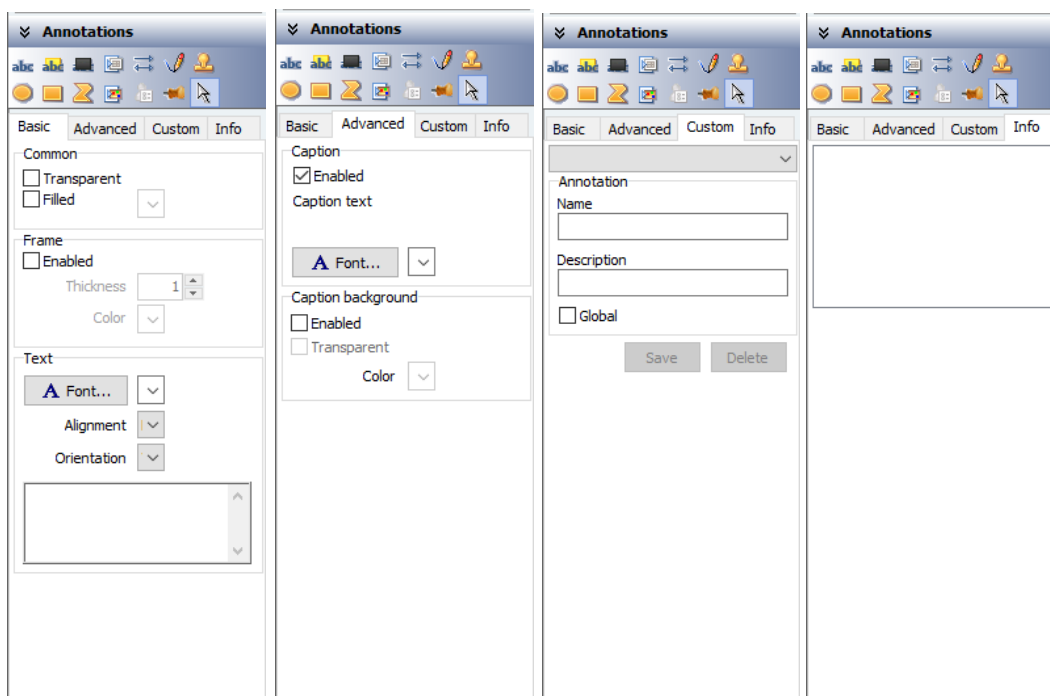 Annotations
abc abc
Basic Advanced Custom Info
Common
Transparent
Filled
Frame
Enabled
Thickness 1
Color
Text
A Font...
Alignment
Orientation
Annotations
abc abc
Basic Advanced Custom Info
Caption
Enabled
Caption text
A Font...
Caption background
Enabled
Transparent
Color
Annotations
abc abc
Basic Advanced Custom Info
Annotation
Name
Description
Global
Save Delete
Annotations
abc abc
Basic Advanced Custom Info